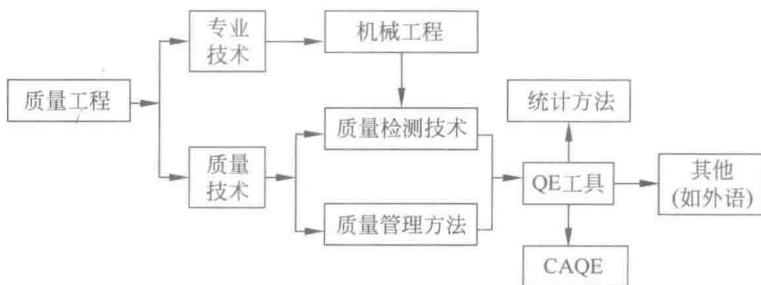 专业
技术
机械工程
质量工程
质量检测技术
统计方法
质量
技术
QE工具
其他
(如外语)
质量管理方法
CAQE